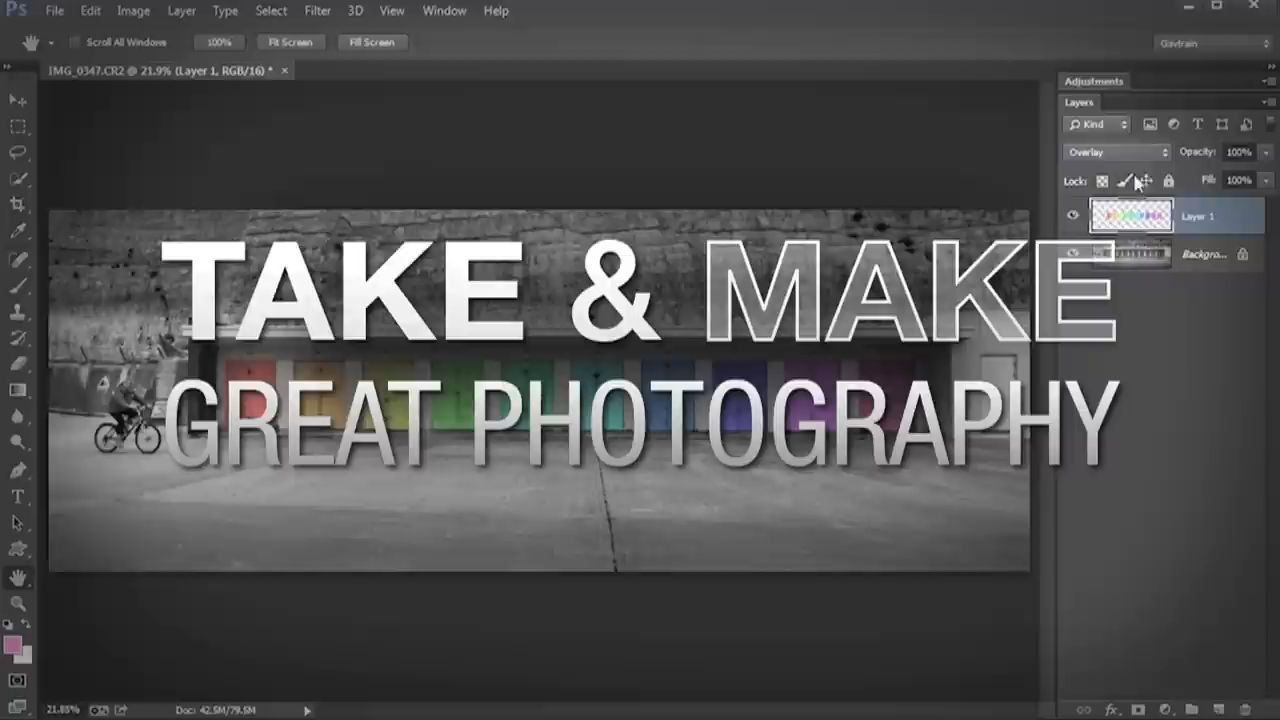 Ps File Edit Image Layer Type Select Filter 3D View Window Help
Scroll All Windows 100% Fit Screen Fill Screen Gavtrain
IMG_0347.CR2 @ 21.9% (Layer 1, RGB/16) * ×
Adjustments
Layers
Kind
Overlay Opacity: 100%
Lock: Fill: 100%
Layer 1
Backgro...
TAKE & MAKE
GREAT PHOTOGRAPHY
21.85% Doc: 42.5M/79.5M